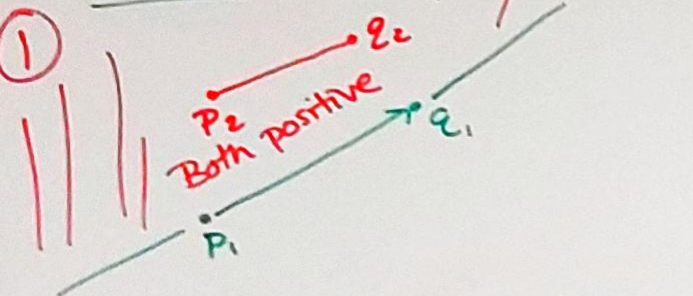 ①
q₂
p₂
Both positive
q₁
p₁